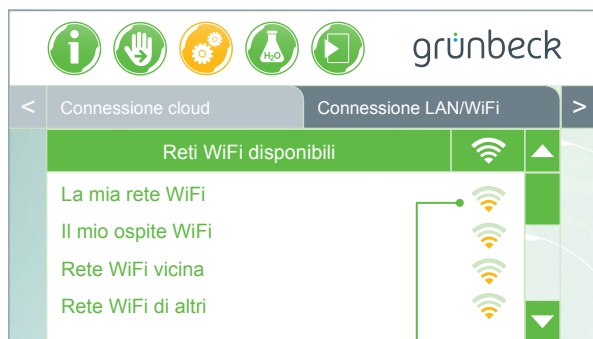 i H₂O grünbeck
< Connessione cloud Connessione LAN/WiFi >
Reti WiFi disponibili
La mia rete WiFi
Il mio ospite WiFi
Rete WiFi vicina
Rete WiFi di altri